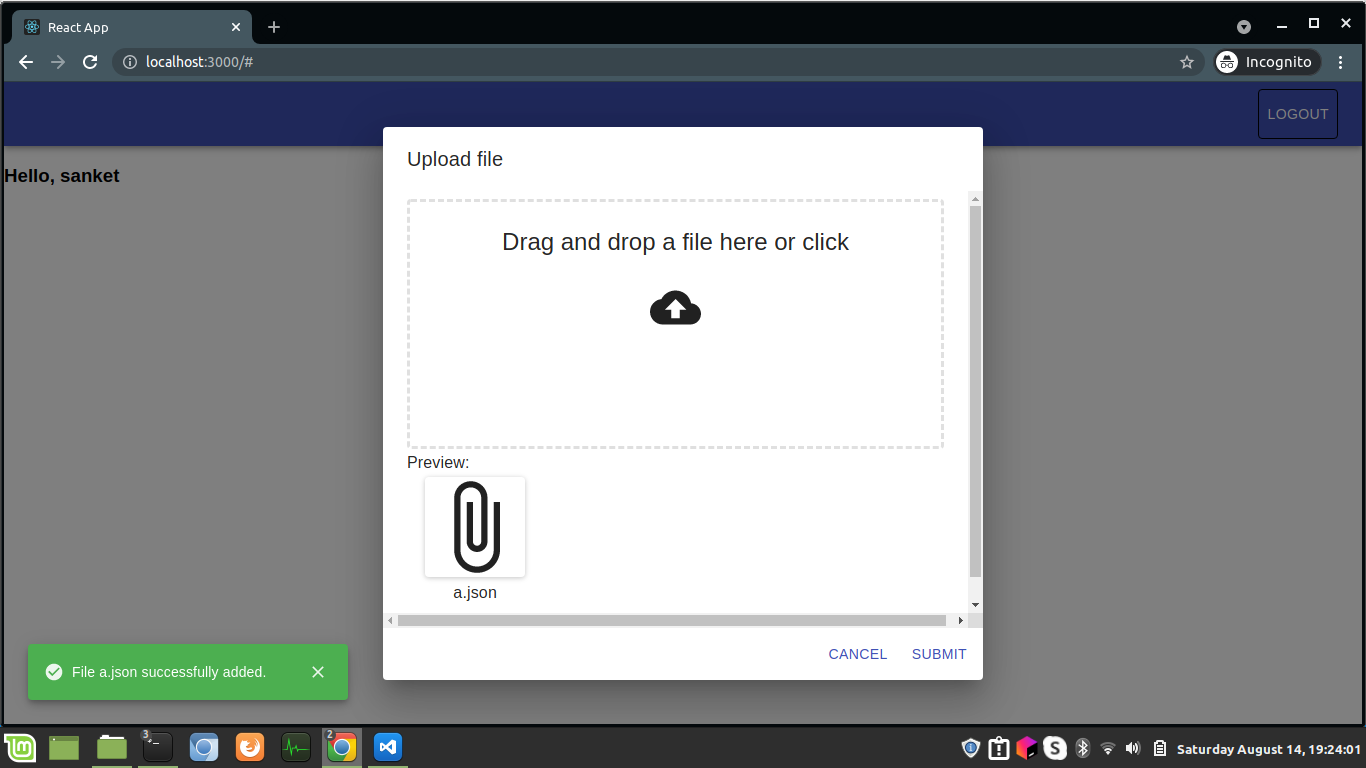 React App
localhost:3000/#
Incognito
LOGOUT
Hello, sanket
Upload file
Drag and drop a file here or click
Preview:
a.json
File a.json successfully added.
CANCEL
SUBMIT
3
2
S
Saturday August 14, 19:24:01